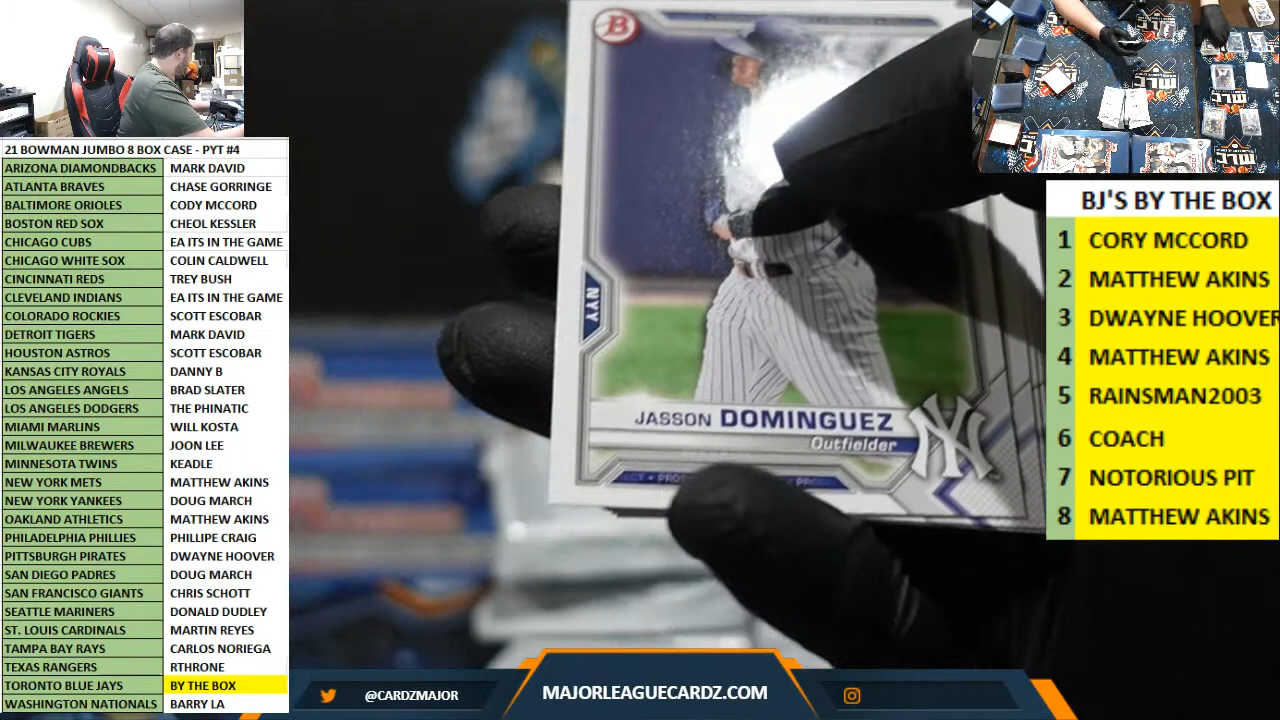 21 BOWMAN JUMBO 8 BOX CASE - PYT #4
ARIZONA DIAMONDBACKS MARK DAVID
ATLANTA BRAVES CHASE GORRINGE
BALTIMORE ORIOLES CODY MCCORD
BOSTON RED SOX CHEOL KESSLER
CHICAGO CUBS EA ITS IN THE GAME
CHICAGO WHITE SOX COLIN CALDWELL
CINCINNATI REDS TREY BUSH
CLEVELAND INDIANS EA ITS IN THE GAME
COLORADO ROCKIES SCOTT ESCOBAR
DETROIT TIGERS MARK DAVID
HOUSTON ASTROS SCOTT ESCOBAR
KANSAS CITY ROYALS DANNY B
LOS ANGELES ANGELS BRAD SLATER
LOS ANGELES DODGERS THE PHINATIC
MIAMI MARLINS WILL KOSTA
MILWAUKEE BREWERS JOON LEE
MINNESOTA TWINS KEADLE
NEW YORK METS MATTHEW AKINS
NEW YORK YANKEES DOUG MARCH
OAKLAND ATHLETICS MATTHEW AKINS
PHILADELPHIA PHILLIES PHILLIPE CRAIG
PITTSBURGH PIRATES DWAYNE HOOVER
SAN DIEGO PADRES DOUG MARCH
SAN FRANCISCO GIANTS CHRIS SCHOTT
SEATTLE MARINERS DONALD DUDLEY
ST. LOUIS CARDINALS MARTIN REYES
TAMPA BAY RAYS CARLOS NORIEGA
TEXAS RANGERS RTHRONE
TORONTO BLUE JAYS BY THE BOX
WASHINGTON NATIONALS BARRY LA
B
NYY
JASSON DOMINGUEZ
Outfielder
NY
BJ'S BY THE BOX
1 CORY MCCORD
2 MATTHEW AKINS
3 DWAYNE HOOVER
4 MATTHEW AKINS
5 RAINSMAN2003
6 COACH
7 NOTORIOUS PIT
8 MATTHEW AKINS
@CARDZMAJOR
MAJORLEAGUECARDZ.COM